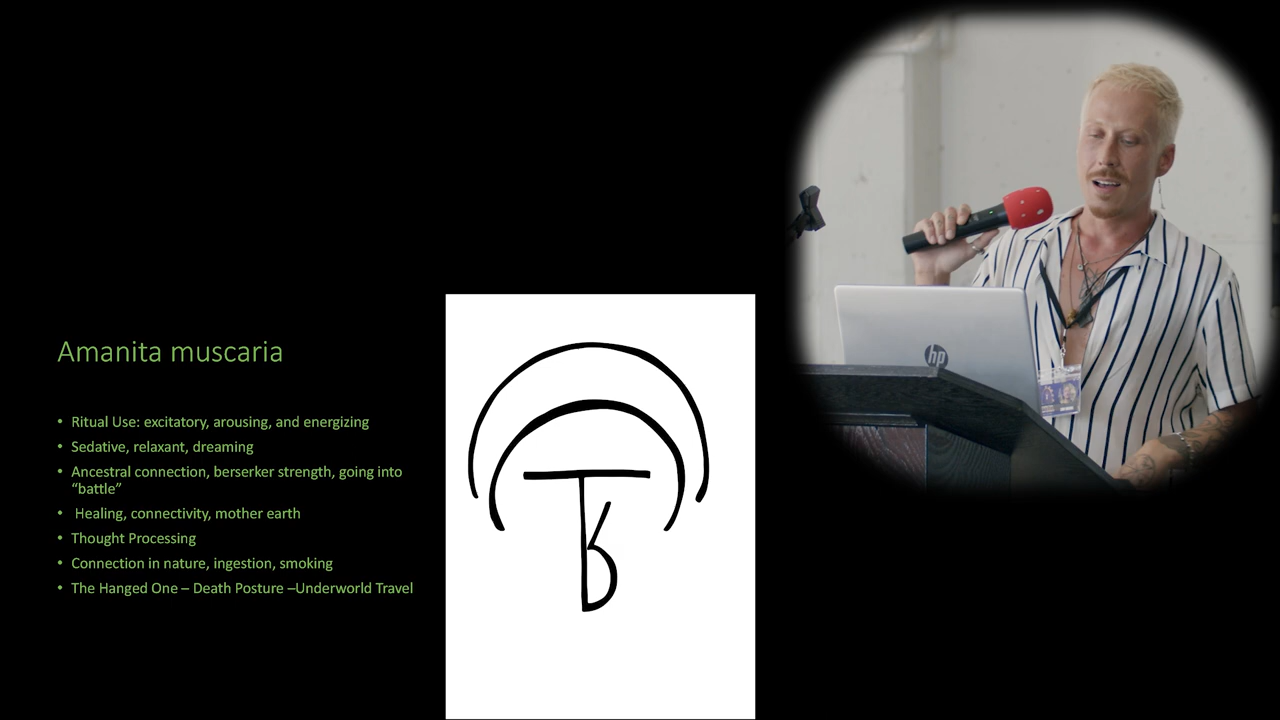 Amanita muscaria
• Ritual Use: excitatory, arousing, and energizing
• Sedative, relaxant, dreaming
• Ancestral connection, berserker strength, going into
“battle”
• Healing, connectivity, mother earth
• Thought Processing
• Connection in nature, ingestion, smoking
• The Hanged One – Death Posture –Underworld Travel
hp